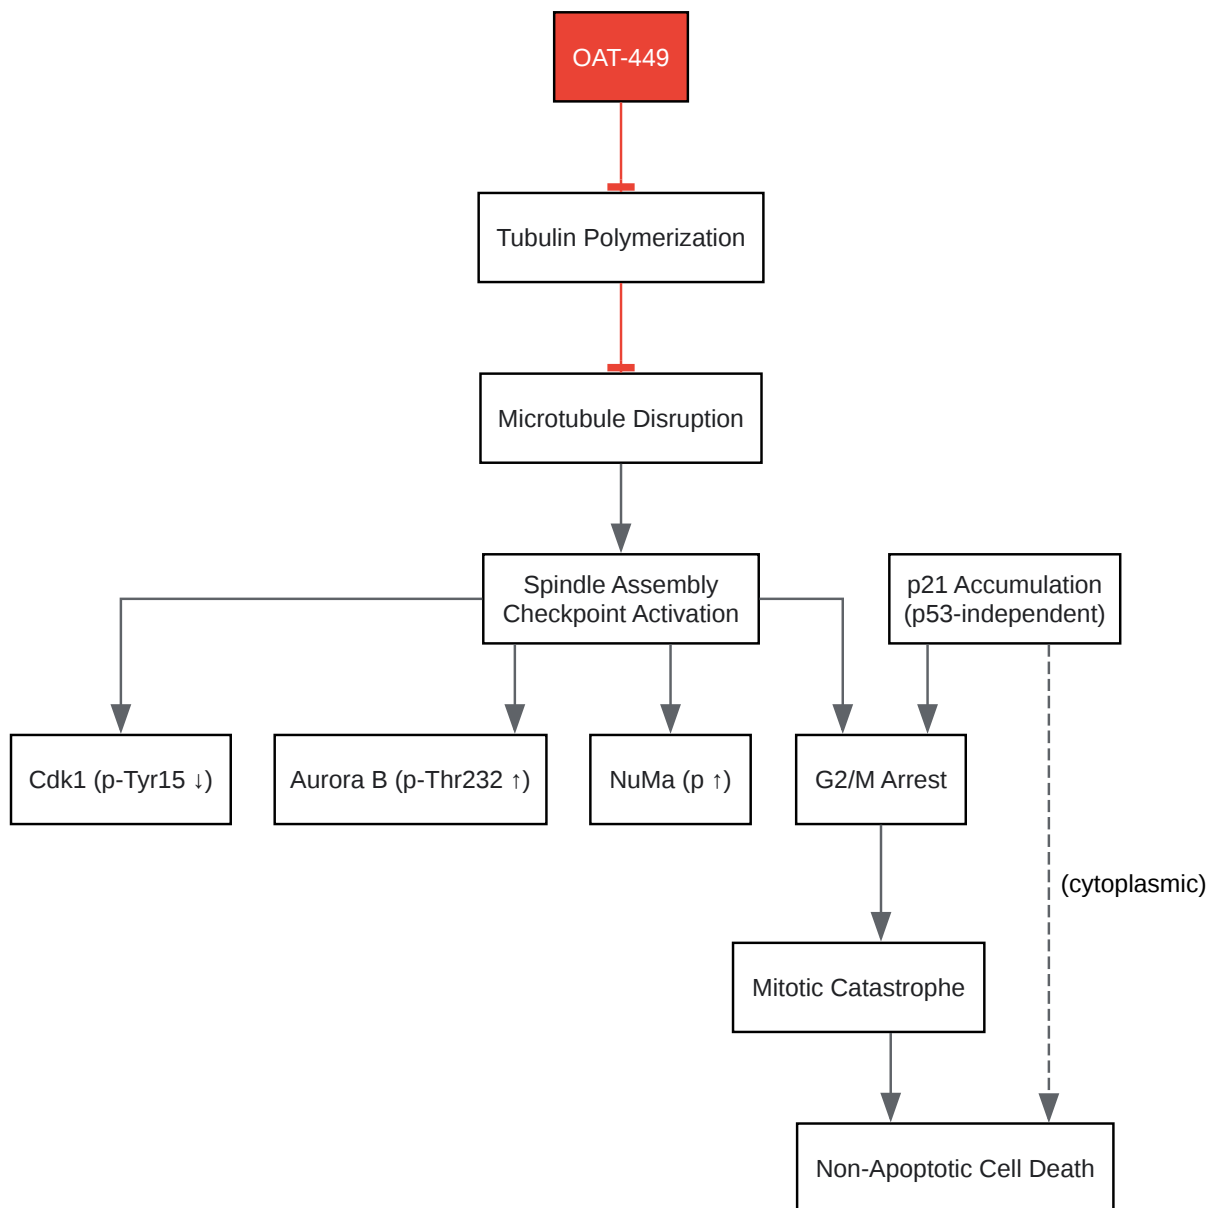 OAT-449
Tubulin Polymerization
Microtubule Disruption
Spindle Assembly
Checkpoint Activation
p21 Accumulation
(p53-independent)
Cdk1 (p-Tyr15 ↓)
Aurora B (p-Thr232 ↑)
NuMa (p ↑)
G2/M Arrest
(cytoplasmic)
Mitotic Catastrophe
Non-Apoptotic Cell Death